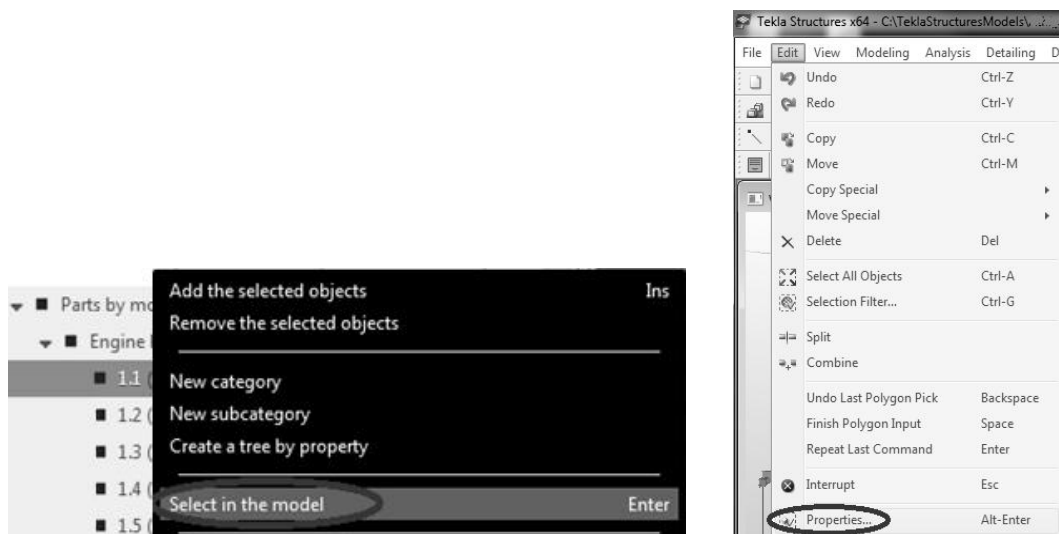 Parts by mo
Engine
1.1 (
1.2 (
1.3 (
1.4 (
1.5 (
Add the selected objects Ins
Remove the selected objects
New category
New subcategory
Create a tree by property
Select in the model Enter
Tekla Structures x64 - C:\TeklaStructuresModels\
File Edit View Modeling Analysis Detailing D
Undo Ctrl-Z
Redo Ctrl-Y
Copy Ctrl-C
Move Ctrl-M
Copy Special
Move Special
Delete Del
Select All Objects Ctrl-A
Selection Filter... Ctrl-G
Split
Combine
Undo Last Polygon Pick Backspace
Finish Polygon Input Space
Repeat Last Command Enter
Interrupt Esc
Properties... Alt-Enter